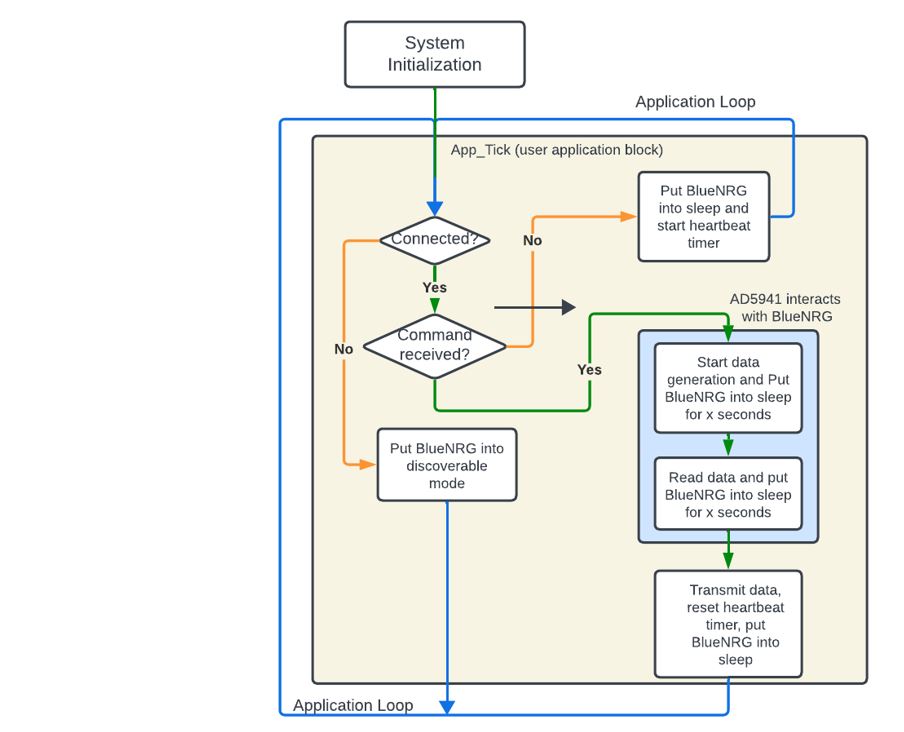 System
Initialization
Application Loop
App_Tick (user application block)
Put BlueNRG
into sleep and
start heartbeat
timer
Connected?
No
Yes
AD5941 interacts
with BlueNRG
Command
received?
No
Yes
Start data
generation and Put
BlueNRG into sleep
for x seconds
Put BlueNRG into
discoverable
mode
Read data and put
BlueNRG into sleep
for x seconds
Transmit data,
reset heartbeat
timer, put
BlueNRG into
sleep
Application Loop